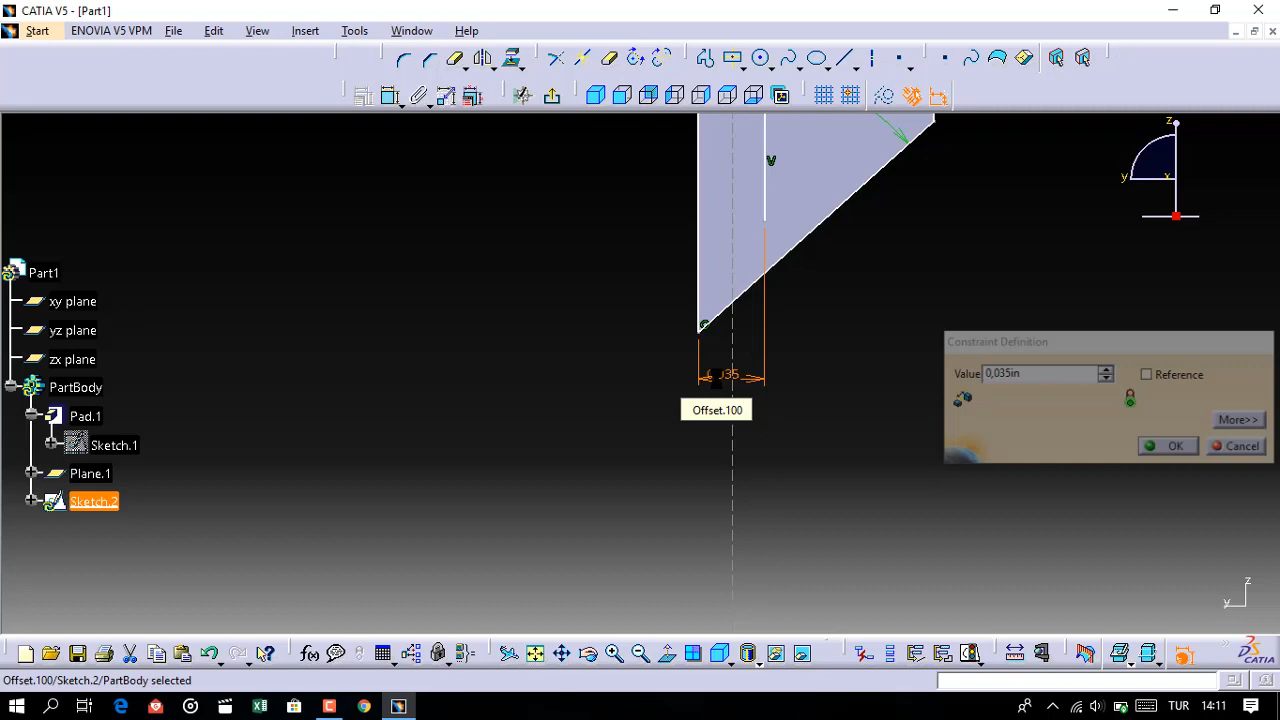 CATIA V5 - [Part1]
Start ENOVIA V5 VPM File Edit View Insert Tools Window Help
z
y x
v
Part1
xy plane
yz plane
zx plane
PartBody
Pad.1
Sketch.1
Plane.1
Sketch.2
Offset.100
Constraint Definition
Value 0,035in Reference
More>>
OK Cancel
z
y
f(x)
CATIA
Offset.100/Sketch.2/PartBody selected
TUR 14:11